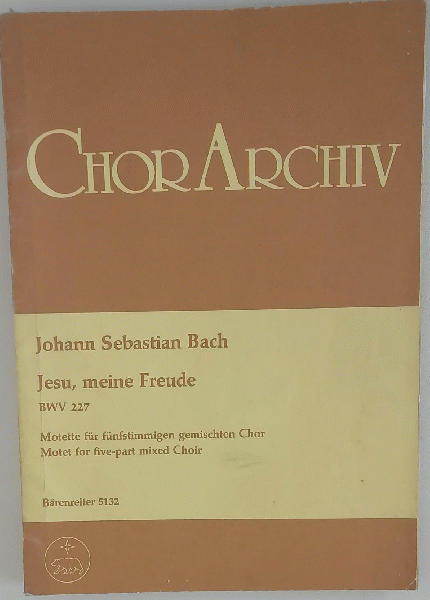 CHORARCHIV
Johann Sebastian Bach
Jesu, meine Freude
BWV 227
Motette für fünfstimmigen gemischten Chor
Motet for five-part mixed Choir
Bärenreiter 5132